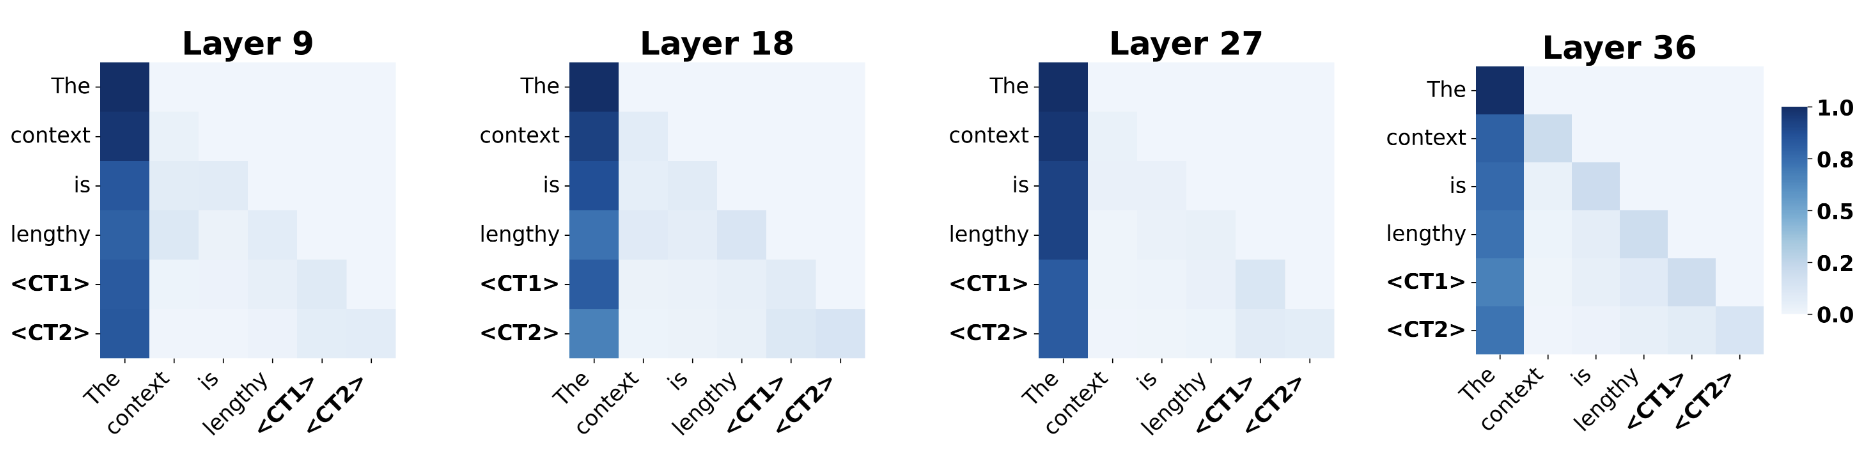 Layer 9
The
context
is
lengthy
<CT1>
<CT2>
The
context
is
lengthy
<CT1>
<CT2>
Layer 18
The
context
is
lengthy
<CT1>
<CT2>
The
context
is
lengthy
<CT1>
<CT2>
Layer 27
The
context
is
lengthy
<CT1>
<CT2>
The
context
is
lengthy
<CT1>
<CT2>
Layer 36
The
context
is
lengthy
<CT1>
<CT2>
The
context
is
lengthy
<CT1>
<CT2>
1.0
0.8
0.5
0.2
0.0